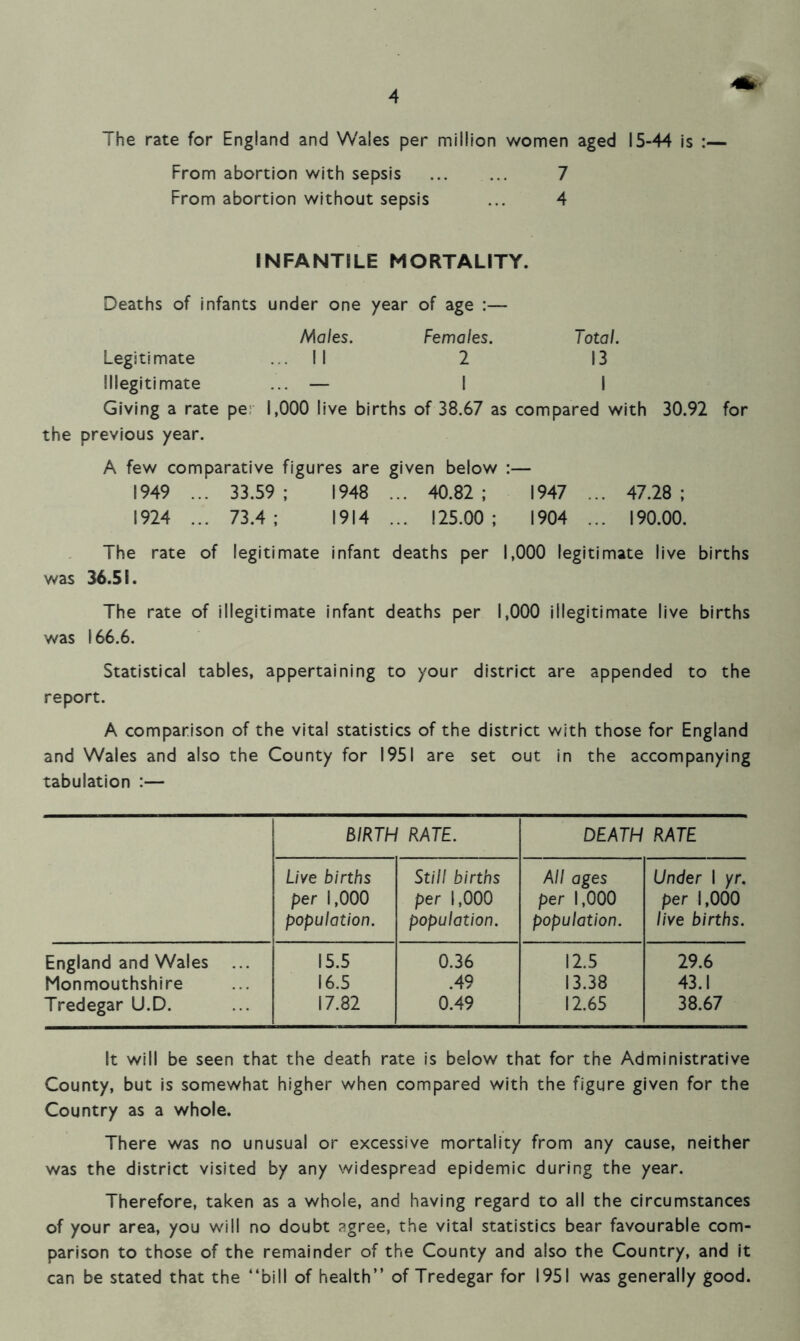 4
The rate for England and Wales per million women aged 15-44 is :—
From abortion with sepsis ... ... 7
From abortion without sepsis ... 4
INFANTILE MORTALITY.
Deaths of infants under one year of age :—
Males. Females. Total.
Legitimate ... 11 2 13
Illegitimate ... — 1 1
Giving a rate per 1,000 live births of 38.67 as compared with 30.92 for
the previous year.
A few comparative figures are given below :—
1949 ... 33.59 ; 1948 ... 40.82 ; 1947 ... 47.28 ;
1924 ... 73.4 ; 1914 ... 125.00 ; 1904 ... 190.00.
The rate of legitimate infant deaths per 1,000 legitimate live births
was 36.51.
The rate of illegitimate infant deaths per 1,000 illegitimate live births
was 166.6.
Statistical tables, appertaining to your district are appended to the
report.
A comparison of the vital statistics of the district with those for England
and Wales and also the County for 1951 are set out in the accompanying
tabulation :—
BIRTH RATE. DEATH RATE
Live births Still births All ages Under 1 yr.
per 1,000 per 1,000 per 1,000 per 1,000
population. population. population. live births.
England and Wales ... 15.5 0.36 12.5 29.6
Monmouthshire ... 16.5 .49 13.38 43.1
Tredegar U.D. ... 17.82 0.49 12.65 38.67
It will be seen that the death rate is below that for the Administrative
County, but is somewhat higher when compared with the figure given for the
Country as a whole.
There was no unusual or excessive mortality from any cause, neither
was the district visited by any widespread epidemic during the year.
Therefore, taken as a whole, and having regard to all the circumstances
of your area, you will no doubt agree, the vital statistics bear favourable com-
parison to those of the remainder of the County and also the Country, and it
can be stated that the “bill of health” of Tredegar for 1951 was generally good.